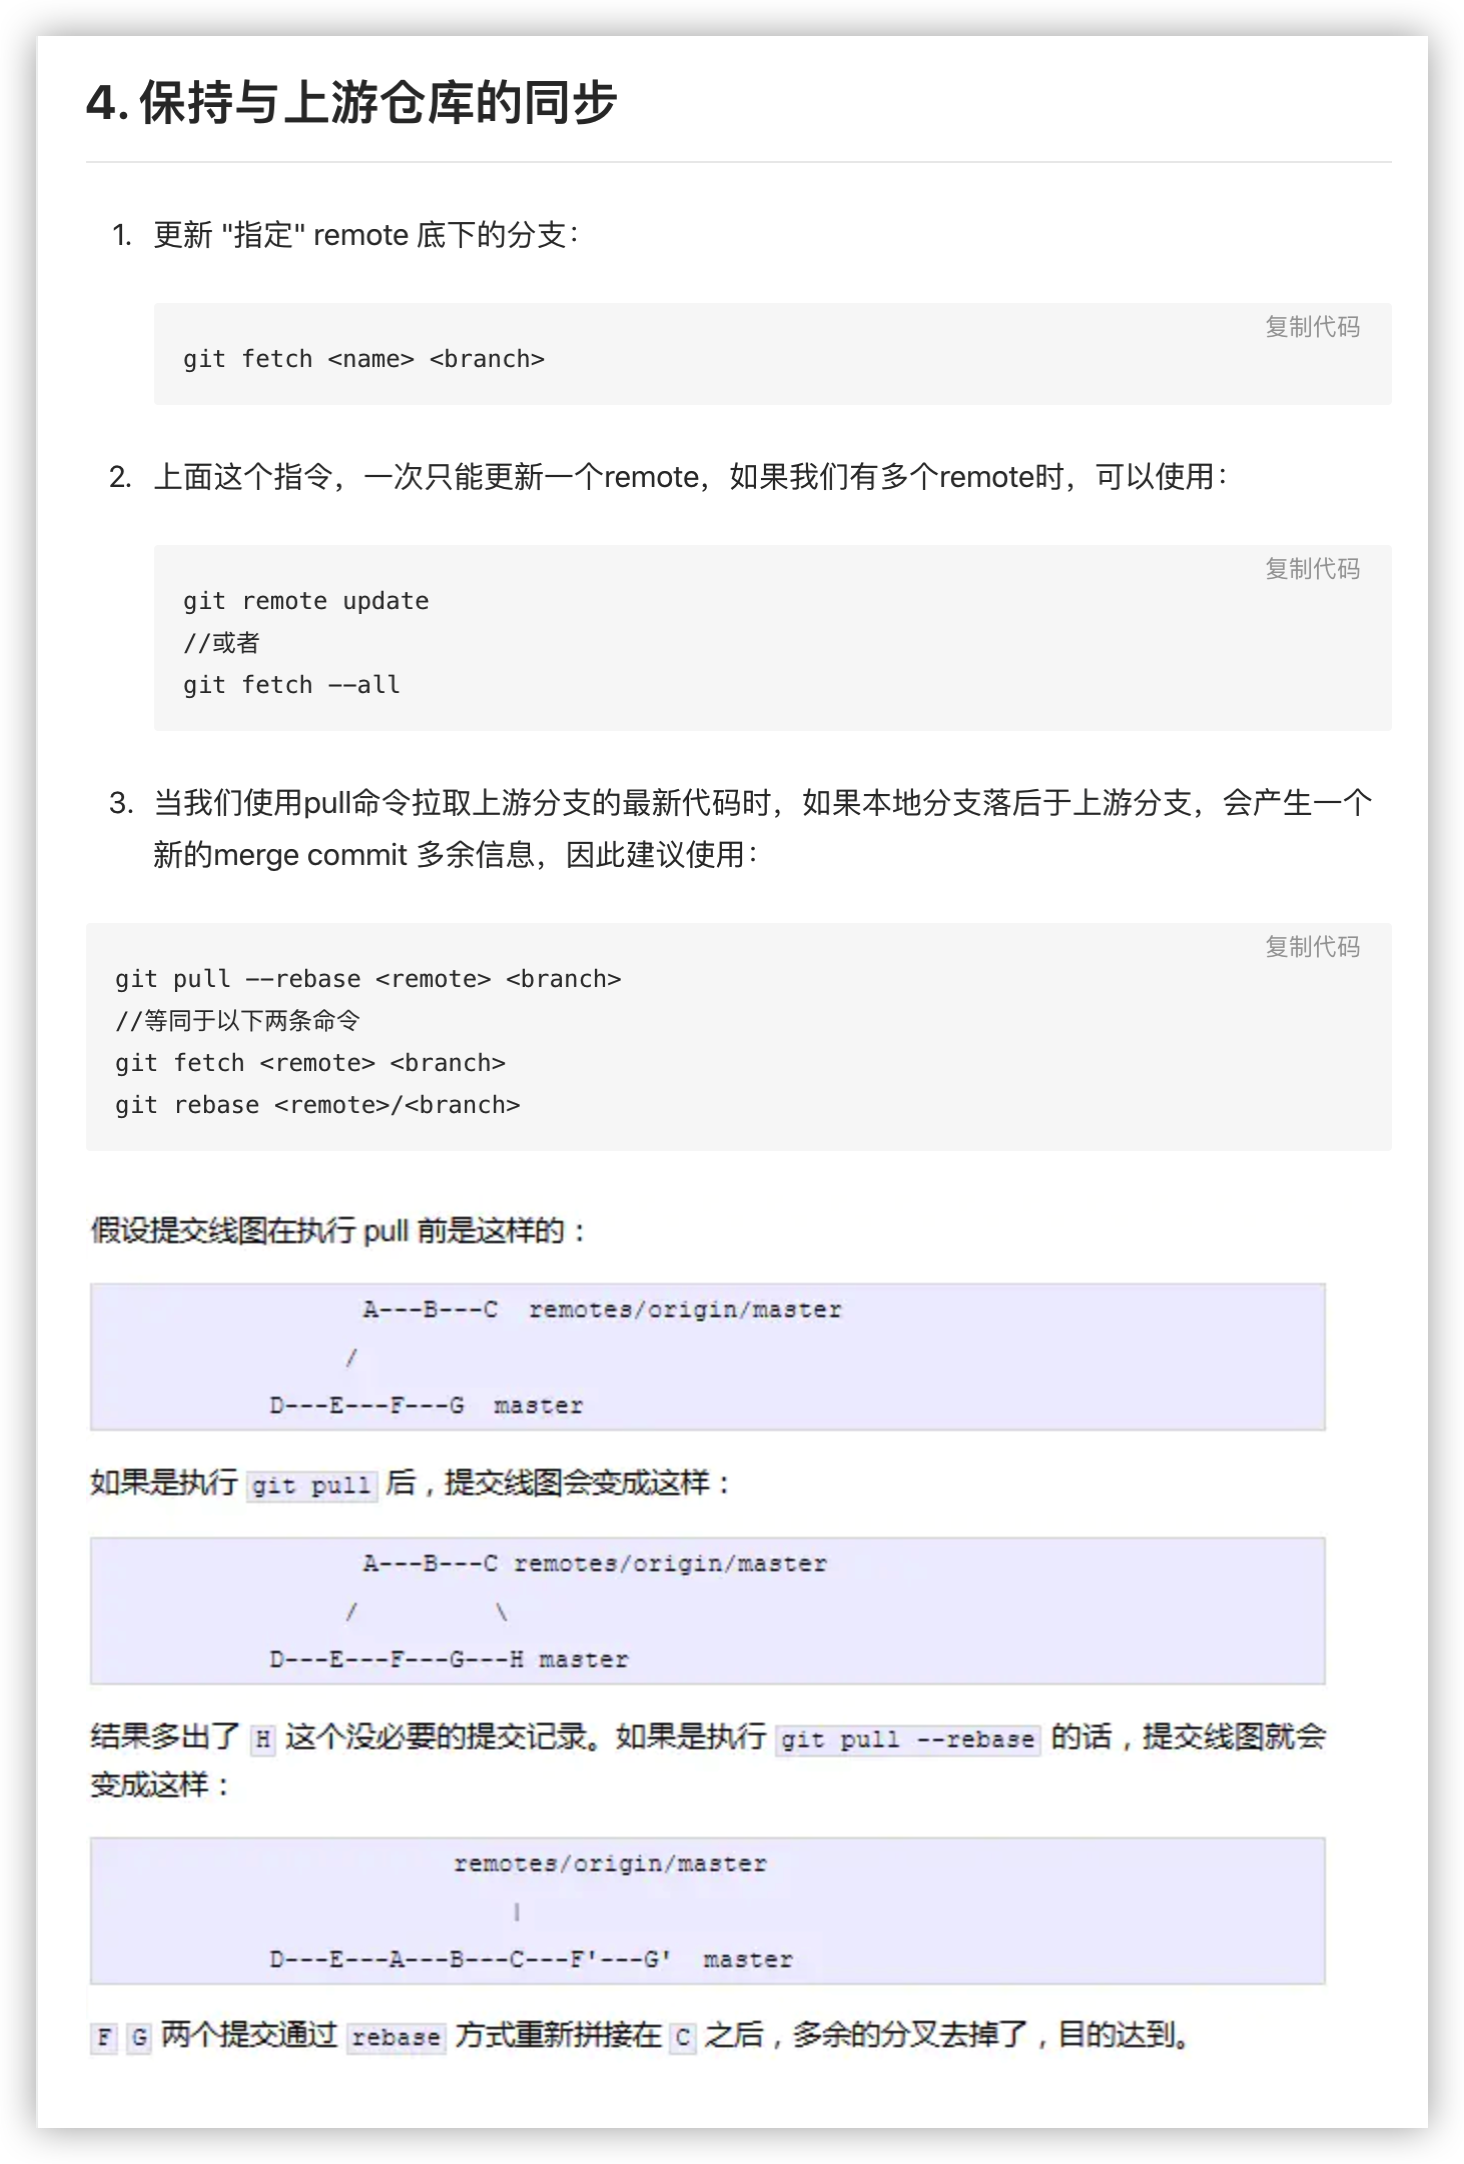 4. 保持与上游仓库的同步
1. 更新 "指定" remote 底下的分支：
复制代码
git fetch <name> <branch>
2. 上面这个指令，一次只能更新一个remote，如果我们有多个remote时，可以使用：
复制代码
git remote update
//或者
git fetch --all
3. 当我们使用pull命令拉取上游分支的最新代码时，如果本地分支落后于上游分支，会产生一个
新的merge commit 多余信息，因此建议使用：
复制代码
git pull --rebase <remote> <branch>
//等同于以下两条命令
git fetch <remote> <branch>
git rebase <remote>/<branch>
假设提交线图在执行 pull 前是这样的：
A---B---C  remotes/origin/master
/
D---E---F---G  master
如果是执行 git pull 后，提交线图会变成这样：
A---B---C remotes/origin/master
/         \
D---E---F---G---H master
结果多出了 H 这个没必要的提交记录。如果是执行 git pull --rebase 的话，提交线图就会
变成这样：
remotes/origin/master
|
D---E---A---B---C---F'---G'  master
F G 两个提交通过 rebase 方式重新拼接在 C 之后，多余的分叉去掉了，目的达到。